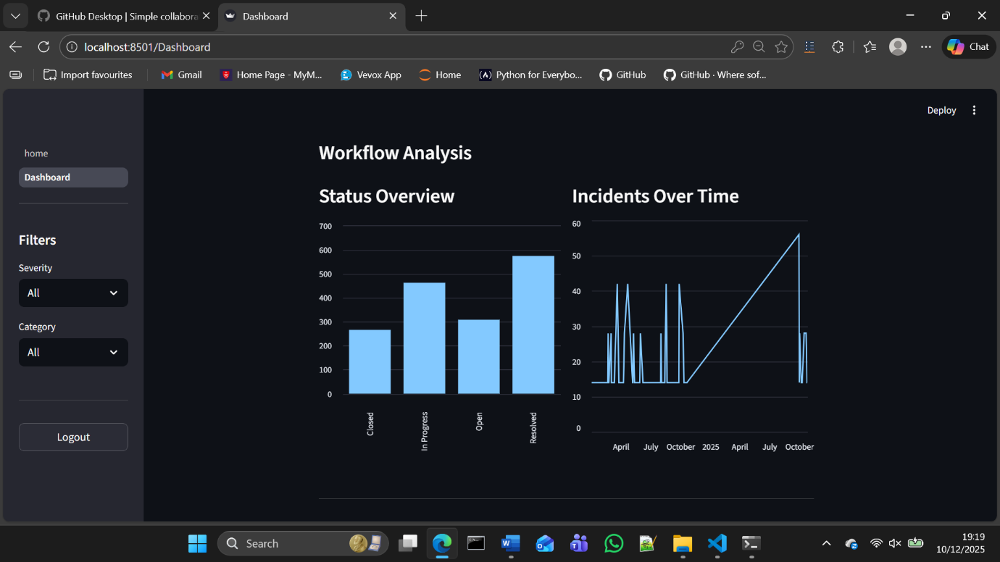 GitHub Desktop | Simple collabora
Dashboard
localhost:8501/Dashboard
Chat
Import favourites
Gmail
Home Page - MyM...
Vevox App
Home
Python for Everybo...
GitHub
GitHub · Where sof...
Deploy
home
Dashboard
Filters
Severity
All
Category
All
Logout
Workflow Analysis
Status Overview
700
600
500
400
300
200
100
0
Closed
In Progress
Open
Resolved
Incidents Over Time
60
50
40
30
20
10
0
April July October 2025 April July October
Search
19:19
10/12/2025